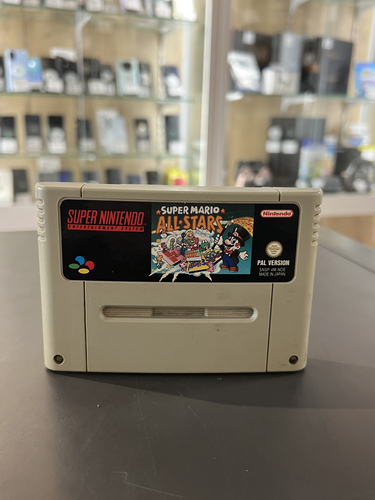 SUPER NINTENDO
ENTERTAINMENT SYSTEM
SUPER MARIO
ALL-STARS
Nintendo
PAL VERSION
SNSP-4M-NOE
MADE IN JAPAN